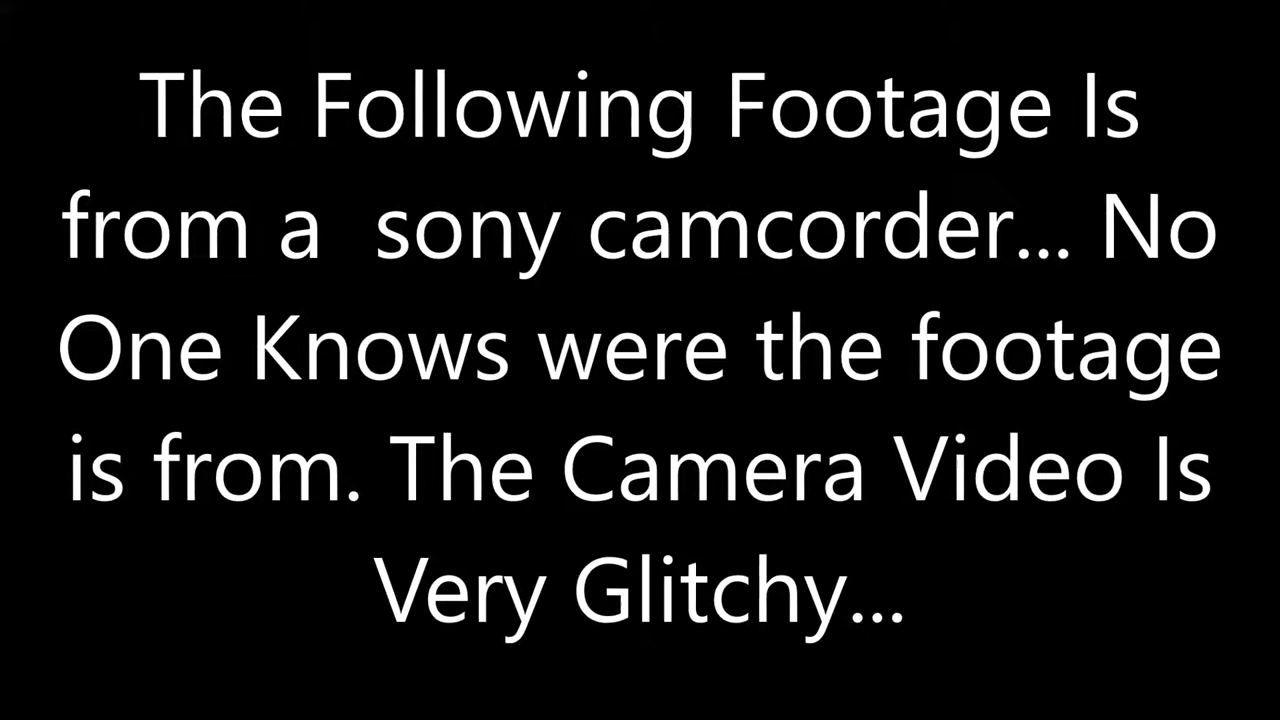 The Following Footage Is
from a  sony camcorder... No
One Knows were the footage
is from. The Camera Video Is
Very Glitchy...